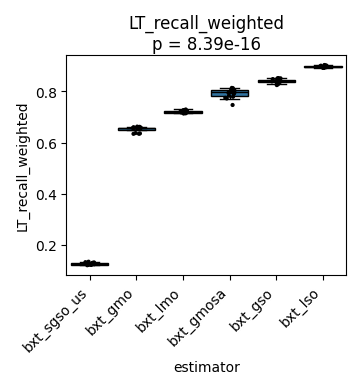 LT_recall_weighted
p = 8.39e-16
LT_recall_weighted
0.8
0.6
0.4
0.2
bxt_sgso_us
bxt_gmo
bxt_lmo
bxt_gmosa
bxt_gso
bxt_lso
estimator